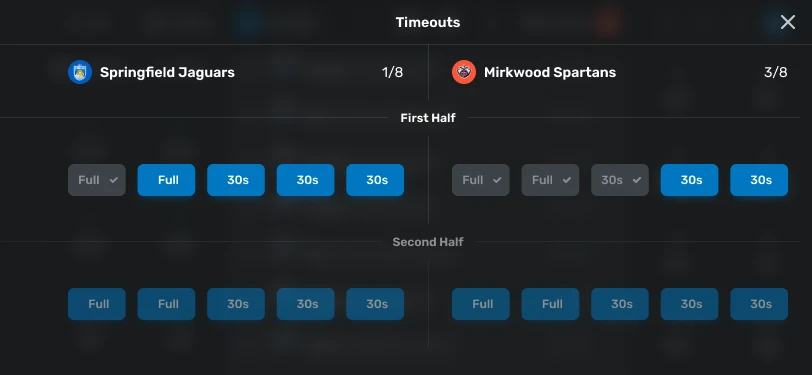 Timeouts
Springfield Jaguars 1/8 Mirkwood Spartans 3/8
First Half
Full Full 30s 30s 30s Full Full 30s 30s 30s
Second Half
Full Full 30s 30s 30s Full Full 30s 30s 30s